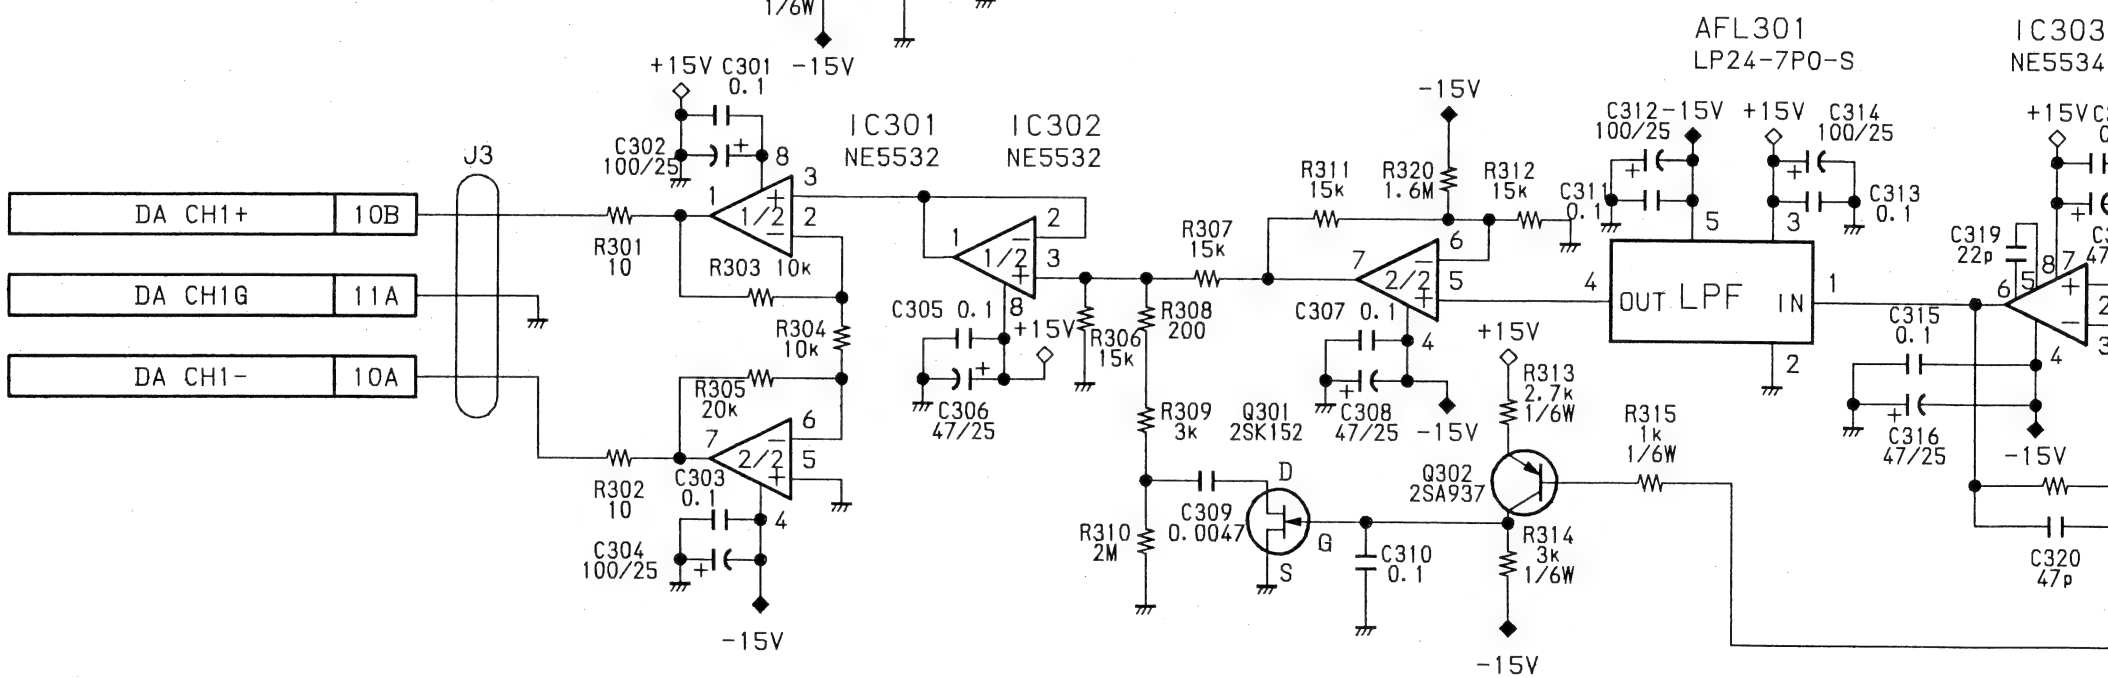 1/6W
-15V
+15V
C301
0.1
C302
100/25
8
IC301
NE5532
IC302
NE5532
J3
DA CH1+
10B
DA CH1G
11A
DA CH1-
10A
R301
10
1
3
1/2
+
2
-
R303 10k
R304
10k
R305
20k
7
6
2/2
-
5
+
R302
10
C303
0.1
4
C304
100/25
+
-15V
1
2
1/2
-
3
+
8
C305 0.1
+15V
+
C306
47/25
R306
15k
R307
15k
R308
200
R309
3k
R310
2M
C309
0.0047
Q301
2SK152
D
G
S
C310
0.1
-15V
R311
15k
R320
1.6M
R312
15k
7
6
2/2
-
5
+
C307 0.1
4
+
C308
47/25
-15V
+15V
R313
2.7k
1/6W
Q302
2SA937
R314
3k
1/6W
-15V
R315
1k
1/6W
AFL301
LP24-7PO-S
C312
100/25
-15V
+15V
C314
100/25
+
+
C311
0.1
C313
0.1
5
3
4
OUT LPF IN
1
2
IC303
NE5534
+15V
+
C319
22p
8
7
6
5
+
2
-
3
4
C315
0.1
+
C316
47/25
-15V
C320
47p
47